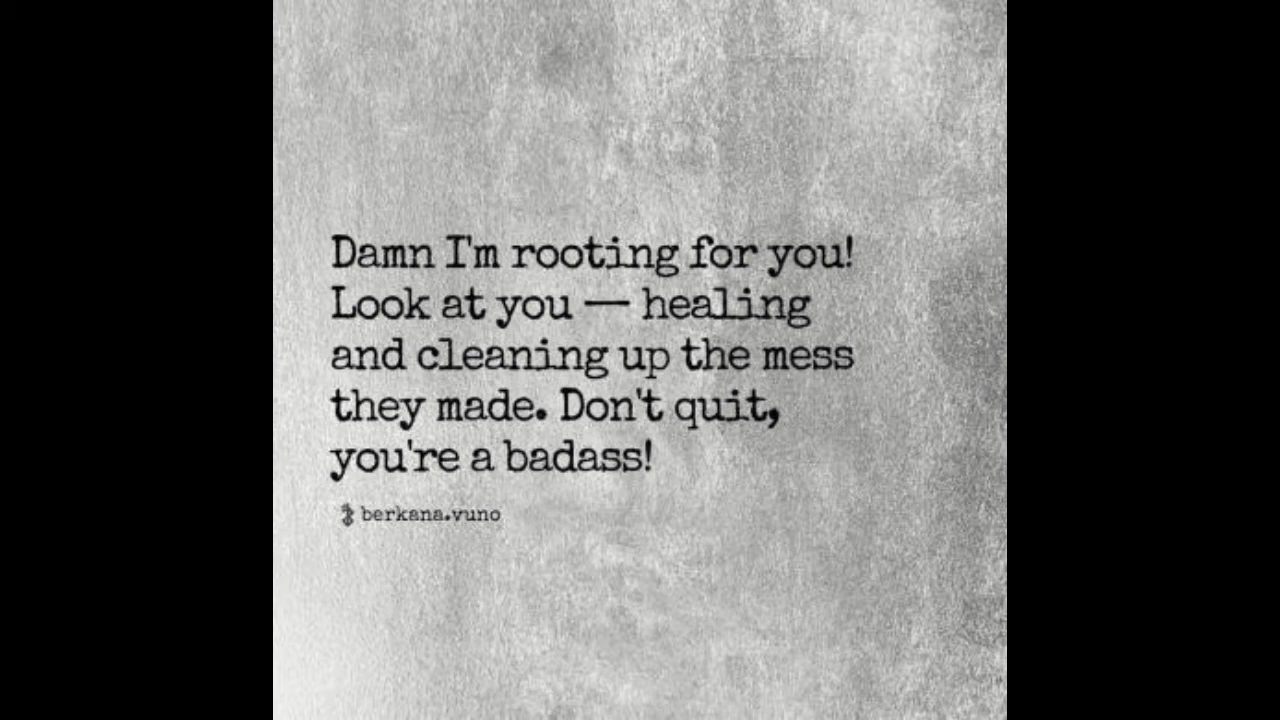 Damn I'm rooting for you!
Look at you — healing
and cleaning up the mess
they made. Don't quit,
you're a badass!
berkana.vuno